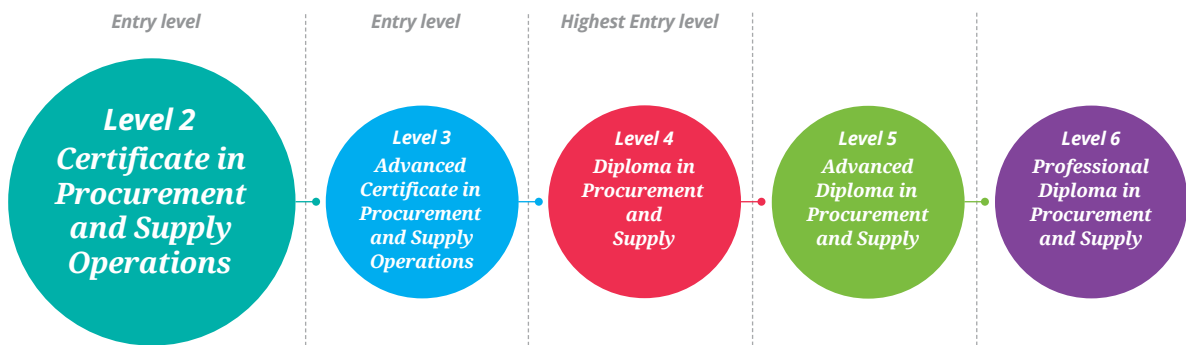 Entry level
Entry level
Highest Entry level
Level 2
Certificate in
Procurement
and Supply
Operations
Level 3
Advanced
Certificate in
Procurement
and Supply
Operations
Level 4
Diploma in
Procurement
and
Supply
Level 5
Advanced
Diploma in
Procurement
and Supply
Level 6
Professional
Diploma in
Procurement
and Supply